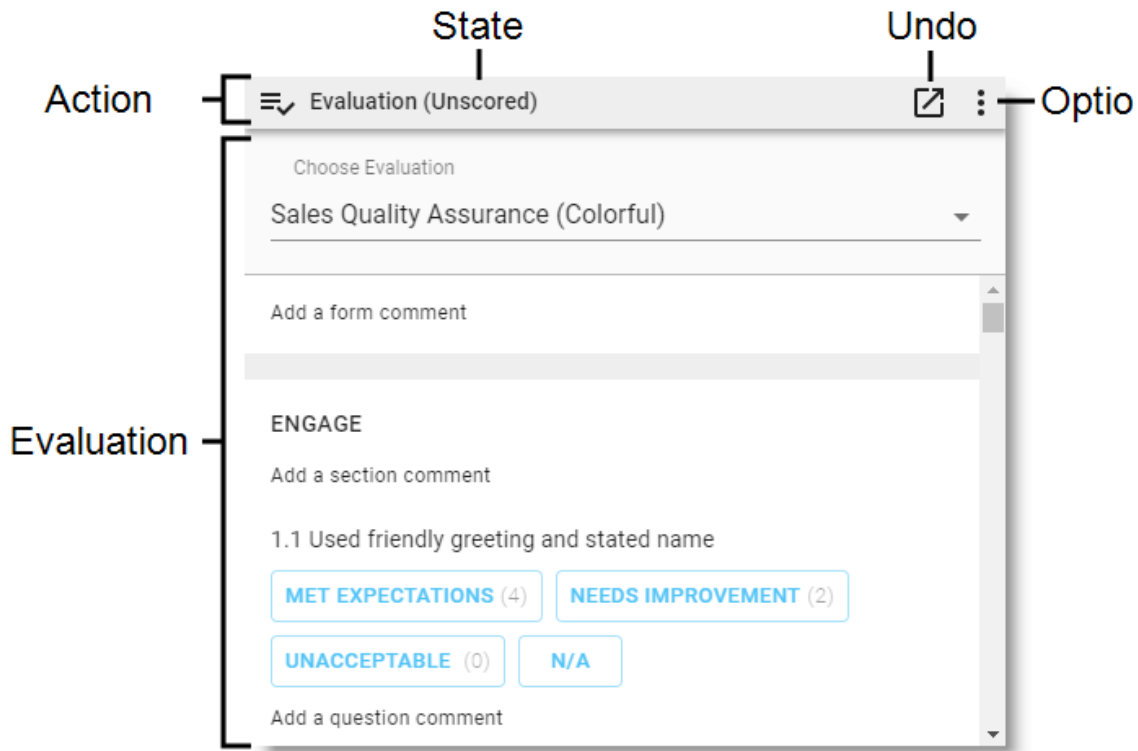 State
Undo
Action
Evaluation (Unscored)
Optio
Choose Evaluation
Sales Quality Assurance (Colorful)
Add a form comment
ENGAGE
Evaluation
Add a section comment
1.1 Used friendly greeting and stated name
MET EXPECTATIONS (4)
NEEDS IMPROVEMENT (2)
UNACCEPTABLE (0)
N/A
Add a question comment